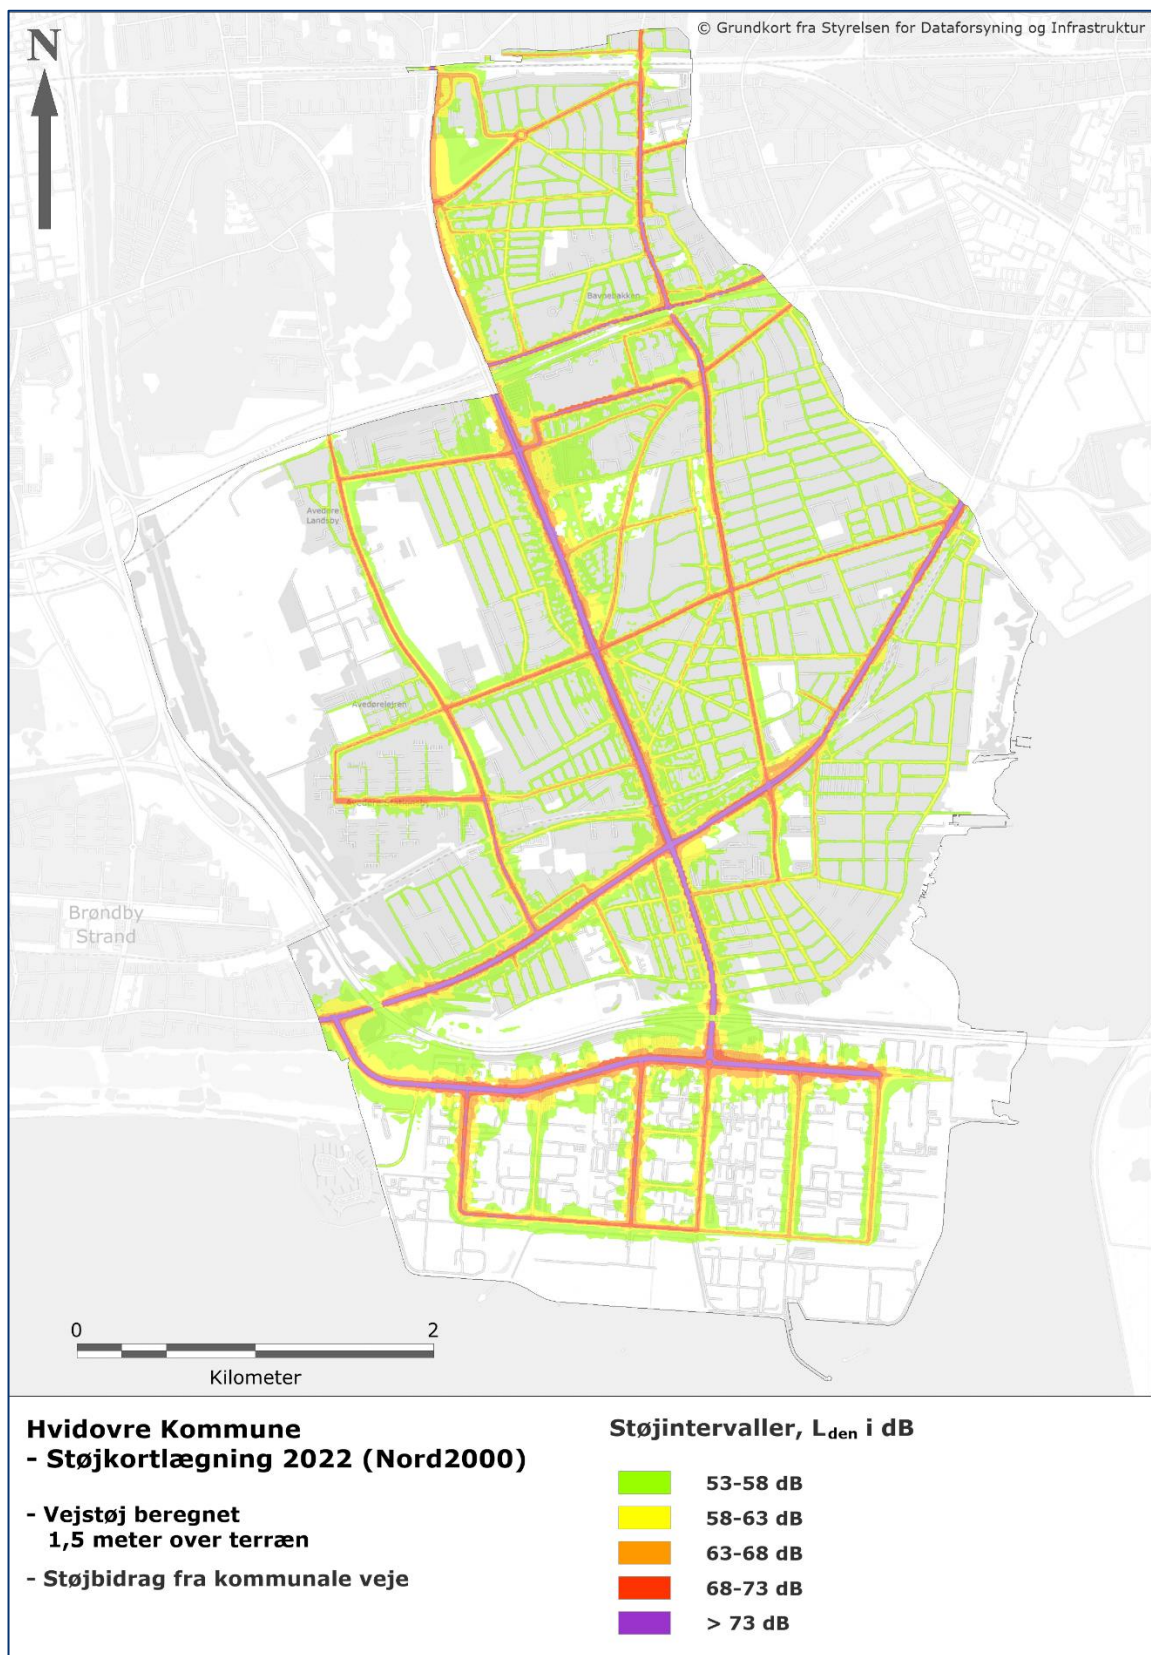 © Grundkort fra Styrelsen for Dataforsyning og Infrastruktur
N
Bavnebakken
Avedøre
Landsby
Avedørelejren
Brøndby
Strand
0 2
Kilometer
Hvidovre Kommune
- Støjkortlægning 2022 (Nord2000)
- Vejstøj beregnet
1,5 meter over terræn
- Støjbidrag fra kommunale veje
Støjintervaller, Lden i dB
53-58 dB
58-63 dB
63-68 dB
68-73 dB
> 73 dB